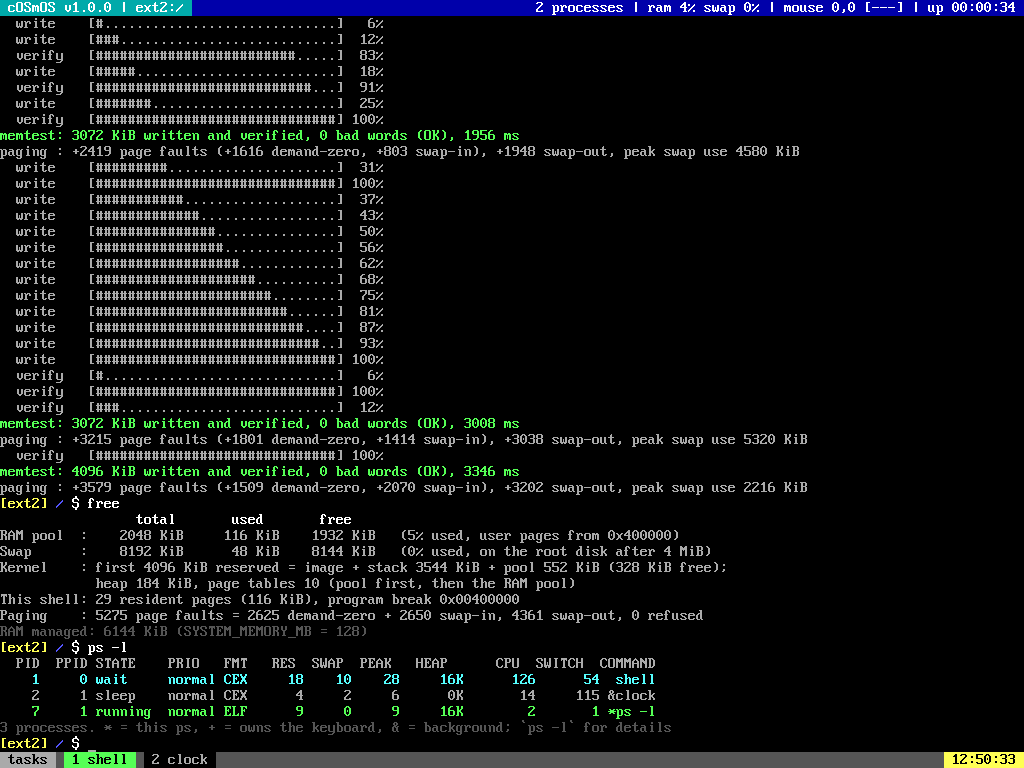 cOSmOS v1.0.0 | ext2:/ 2 processes | ram 4% swap 0% | mouse 0,0 [---] | up 00:00:34
write [#.............................] 6%
write [###...........................] 12%
verify [#########################.....] 83%
write [#####.........................] 18%
verify [###########################...] 91%
write [#######.......................] 25%
verify [##############################] 100%
memtest: 3072 KiB written and verified, 0 bad words (OK), 1956 ms
paging : +2419 page faults (+1616 demand-zero, +803 swap-in), +1948 swap-out, peak swap use 4580 KiB
write [#########.....................] 31%
write [##############################] 100%
write [###########...................] 37%
write [#############.................] 43%
write [###############...............] 50%
write [################..............] 56%
write [##################............] 62%
write [####################..........] 68%
write [######################........] 75%
write [########################......] 81%
write [##########################....] 87%
write [############################..] 93%
write [##############################] 100%
verify [#.............................] 6%
verify [##############################] 100%
verify [###...........................] 12%
memtest: 3072 KiB written and verified, 0 bad words (OK), 3008 ms
paging : +3215 page faults (+1801 demand-zero, +1414 swap-in), +3038 swap-out, peak swap use 5320 KiB
verify [##############################] 100%
memtest: 4096 KiB written and verified, 0 bad words (OK), 3346 ms
paging : +3579 page faults (+1509 demand-zero, +2070 swap-in), +3202 swap-out, peak swap use 2216 KiB
[ext2] / $ free
total used free
RAM pool : 2048 KiB 116 KiB 1932 KiB (5% used, user pages from 0x400000)
Swap : 8192 KiB 48 KiB 8144 KiB (0% used, on the root disk after 4 MiB)
Kernel : first 4096 KiB reserved = image + stack 3544 KiB + pool 552 KiB (328 KiB free);
heap 184 KiB, page tables 10 (pool first, then the RAM pool)
This shell: 29 resident pages (116 KiB), program break 0x00400000
Paging : 5275 page faults = 2625 demand-zero + 2650 swap-in, 4361 swap-out, 0 refused
RAM managed: 6144 KiB (SYSTEM_MEMORY_MB = 128)
[ext2] / $ ps -l
PID PPID STATE PRIO FMT RES SWAP PEAK HEAP CPU SWITCH COMMAND
1 0 wait normal CEX 18 10 28 16K 126 54 shell
2 1 sleep normal CEX 4 2 6 0K 14 115 &clock
7 1 running normal ELF 9 0 9 16K 2 1 *ps -l
3 processes. * = this ps, + = owns the keyboard, & = background; `ps -l` for details
[ext2] / $ _
tasks 1 shell 2 clock 12:50:33